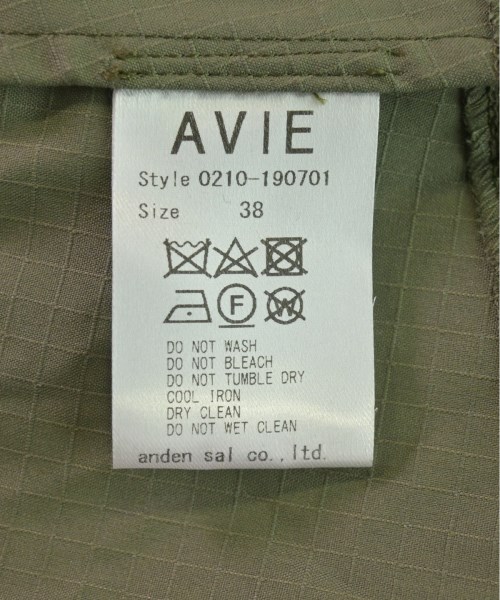 AVIE
Style 0210-190701
Size 38
F W
DO NOT WASH
DO NOT BLEACH
DO NOT TUMBLE DRY
COOL IRON
DRY CLEAN
DO NOT WET CLEAN
anden sal co.,ltd.